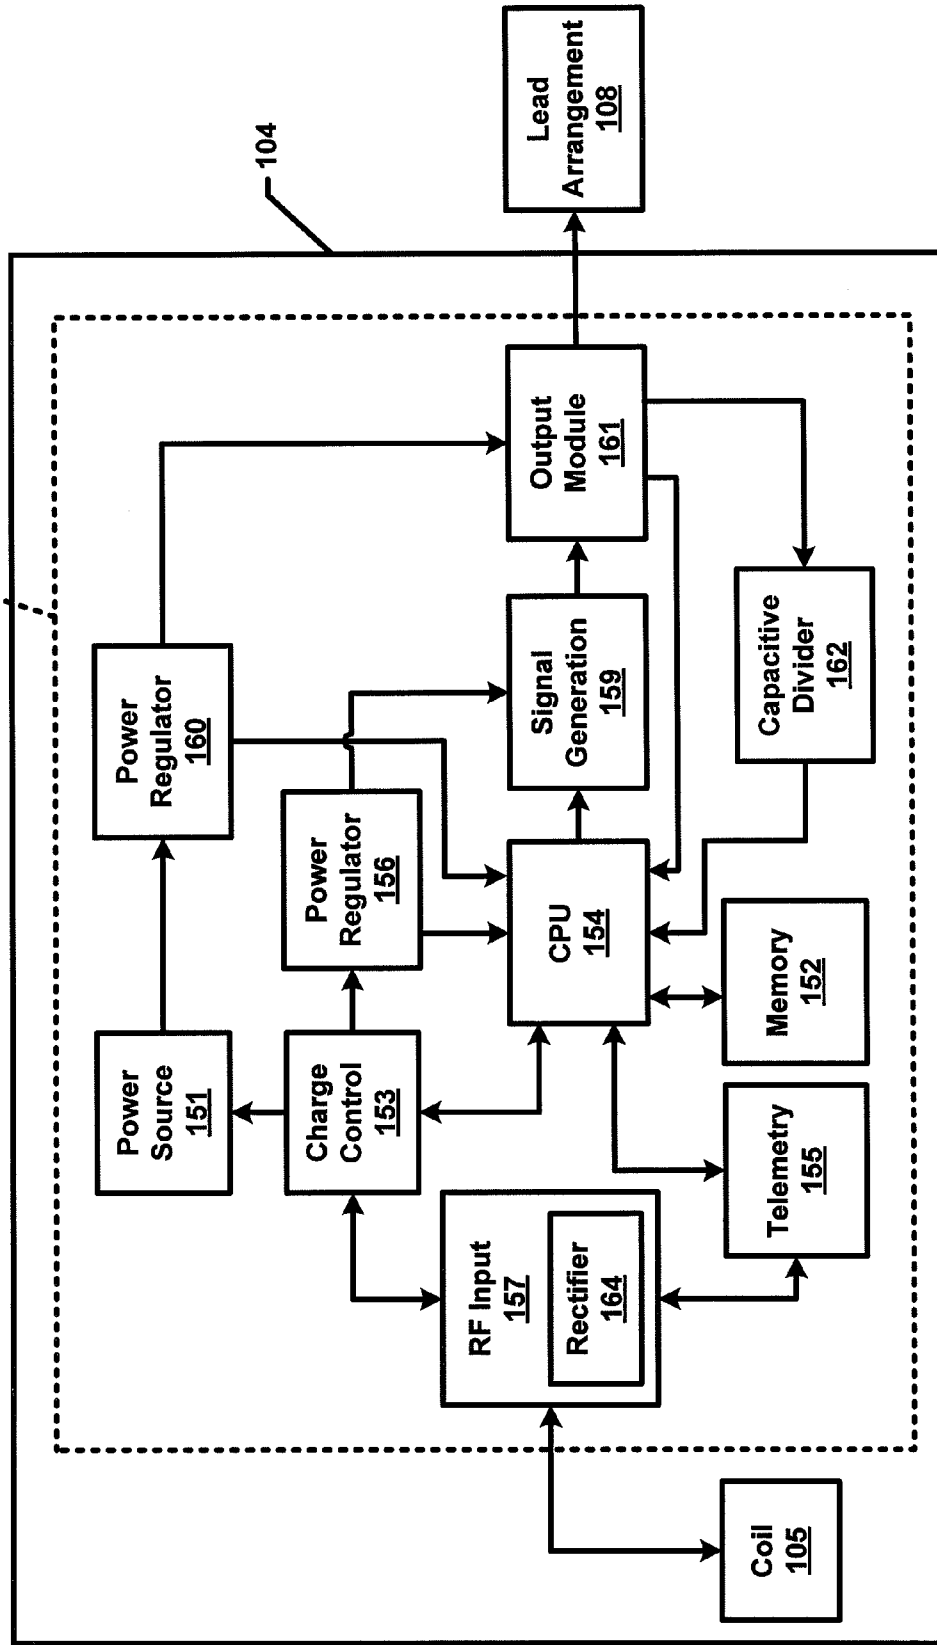 104
Lead
Arrangement
108
Power
Source
151
Power
Regulator
160
Charge
Control
153
Power
Regulator
156
RF Input
157
Rectifier
164
CPU
154
Signal
Generation
159
Output
Module
161
Coil
105
Telemetry
155
Memory
152
Capacitive
Divider
162